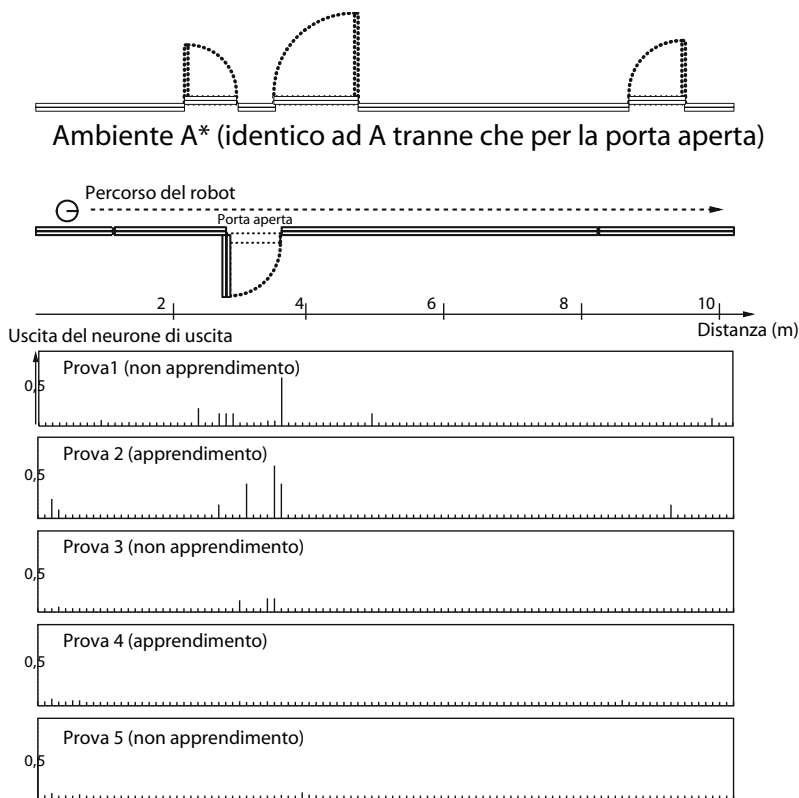 Ambiente A* (identico ad A tranne che per la porta aperta)
Percorso del robot
Porta aperta
2 4 6 8 10
Distanza (m)
Uscita del neurone di uscita
Prova1 (non apprendimento)
0,5
Prova 2 (apprendimento)
0,5
Prova 3 (non apprendimento)
0,5
Prova 4 (apprendimento)
0,5
Prova 5 (non apprendimento)
0,5